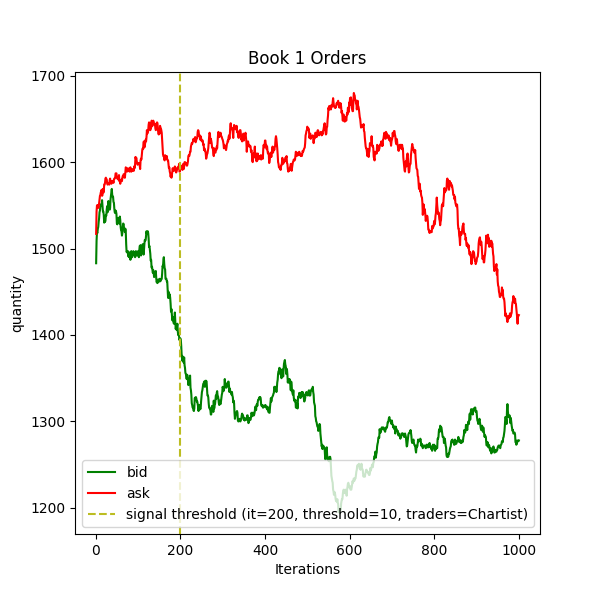 Book 1 Orders
1700
1600
1500
1400
1300
1200
quantity
bid
ask
signal threshold (it=200, threshold=10, traders=Chartist)
0
200
400
600
800
1000
Iterations